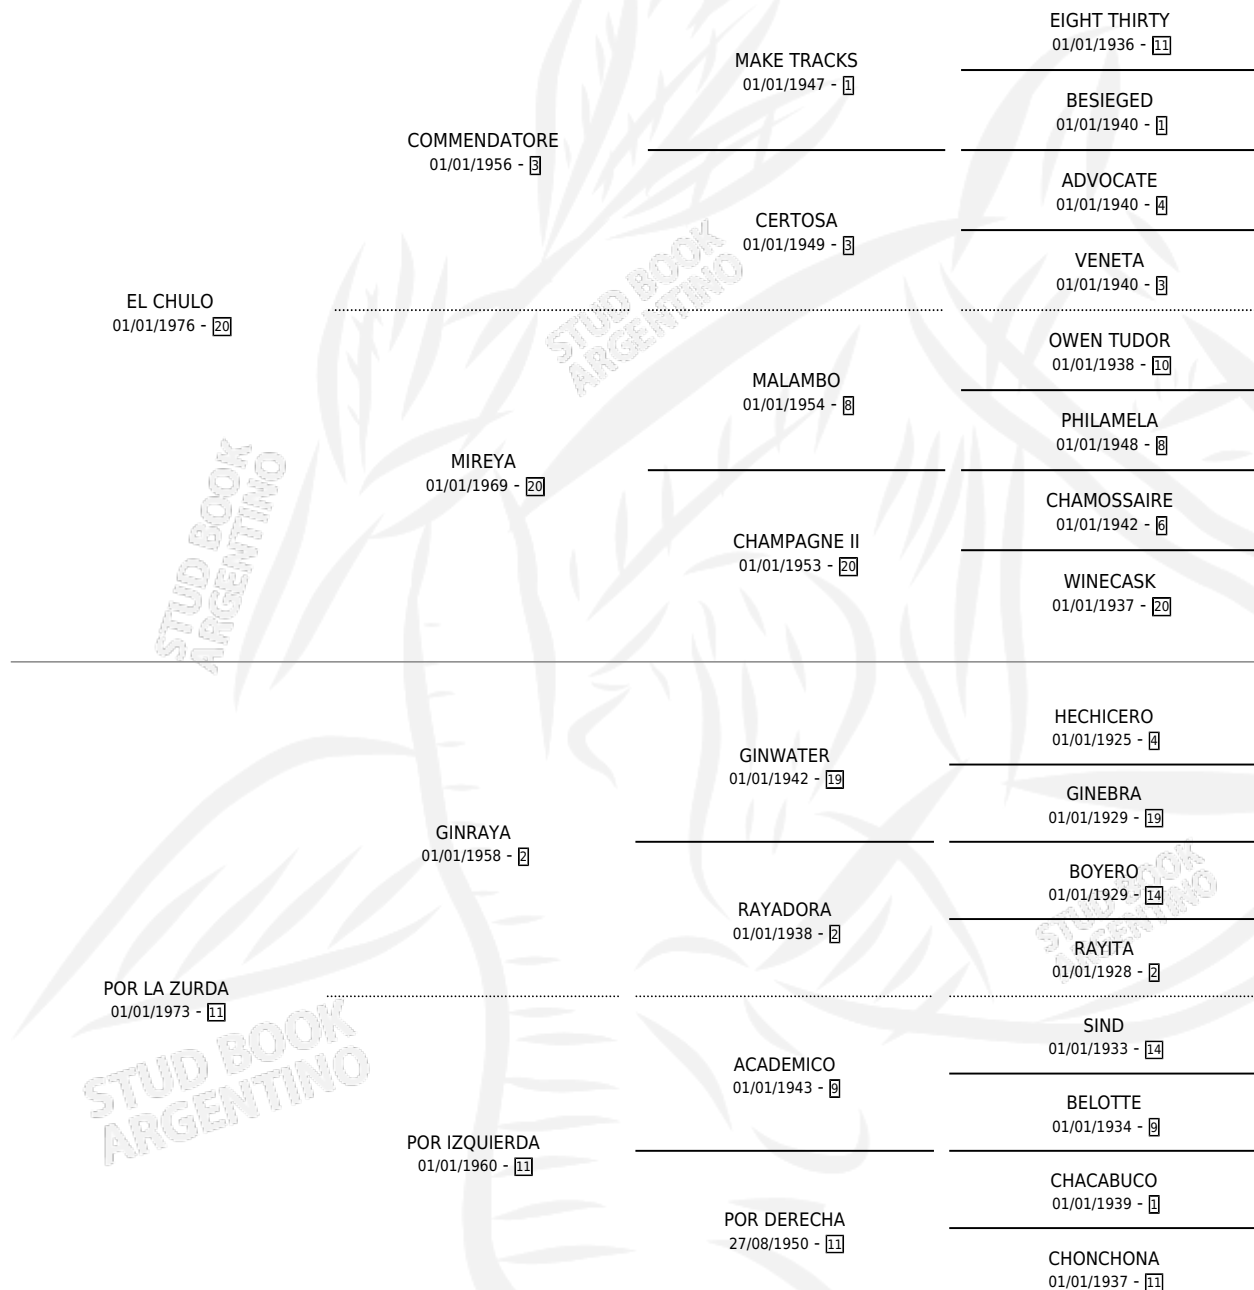 EIGHT THIRTY
01/01/1936 - 11
MAKE TRACKS
01/01/1947 - 1
BESIEGED
01/01/1940 - 1
COMMENDATORE
01/01/1956 - 3
ADVOCATE
01/01/1940 - 4
CERTOSA
01/01/1949 - 3
VENETA
01/01/1940 - 3
EL CHULO
01/01/1976 - 20
OWEN TUDOR
01/01/1938 - 10
MALAMBO
01/01/1954 - 8
PHILAMELA
01/01/1948 - 8
MIREYA
01/01/1969 - 20
CHAMOSSAIRE
01/01/1942 - 6
CHAMPAGNE II
01/01/1953 - 20
WINECASK
01/01/1937 - 20
HECHICERO
01/01/1925 - 4
GINWATER
01/01/1942 - 19
GINEBRA
01/01/1929 - 19
GINRAYA
01/01/1958 - 2
BOYERO
01/01/1929 - 14
RAYADORA
01/01/1938 - 2
RAYITA
01/01/1928 - 2
POR LA ZURDA
01/01/1973 - 11
SIND
01/01/1933 - 14
ACADEMICO
01/01/1943 - 9
BELOTTE
01/01/1934 - 9
POR IZQUIERDA
01/01/1960 - 11
CHACABUCO
01/01/1939 - 1
POR DERECHA
27/08/1950 - 11
CHONCHONA
01/01/1937 - 11
STUD BOOK
ARGENTINO
STUD BOOK
ARGENTINO
STUD BOOK
ARGENTINO
STUD BOOK
ARGENTINO